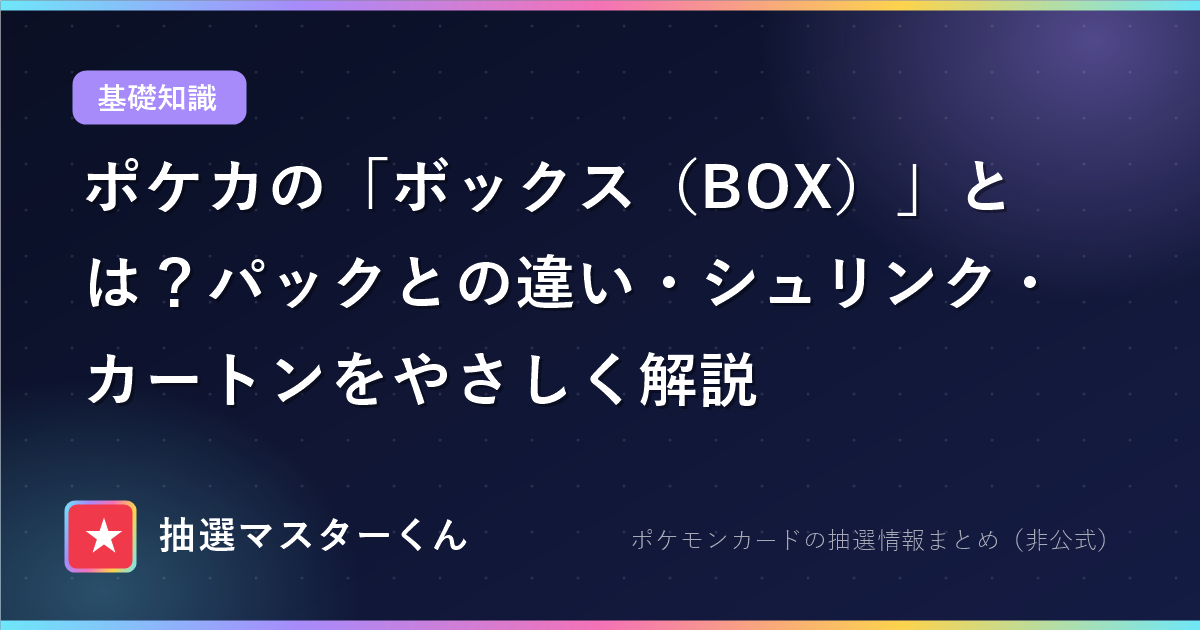 基礎知識
ポケカの「ボックス（BOX）」と
は？パックとの違い・シュリンク・
カートンをやさしく解説
抽選マスターくん
ポケモンカードの抽選情報まとめ（非公式）